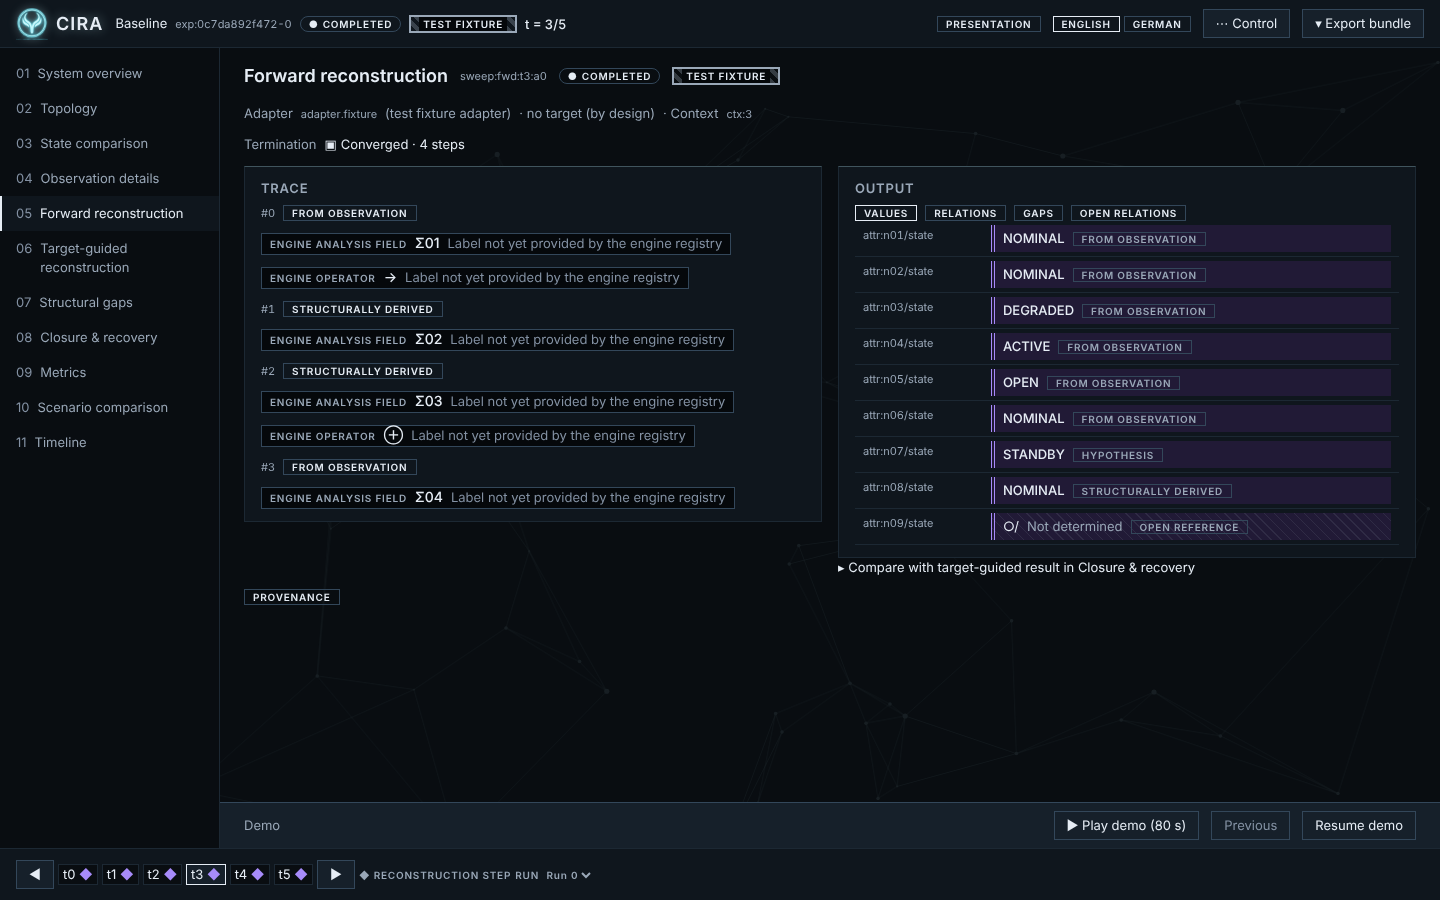 CIRA Baseline exp:0c7da892f472-0 ● COMPLETED TEST FIXTURE t = 3/5 PRESENTATION ENGLISH GERMAN ··· Control ▾ Export bundle
01 System overview
02 Topology
03 State comparison
04 Observation details
05 Forward reconstruction
06 Target-guided
reconstruction
07 Structural gaps
08 Closure & recovery
09 Metrics
10 Scenario comparison
11 Timeline
Forward reconstruction sweep:fwd:t3:a0 ● COMPLETED TEST FIXTURE
Adapter adapter.fixture (test fixture adapter) · no target (by design) · Context ctx:3
Termination ▣ Converged · 4 steps
TRACE
#0 FROM OBSERVATION
ENGINE ANALYSIS FIELD Σ01 Label not yet provided by the engine registry
ENGINE OPERATOR → Label not yet provided by the engine registry
#1 STRUCTURALLY DERIVED
ENGINE ANALYSIS FIELD Σ02 Label not yet provided by the engine registry
#2 STRUCTURALLY DERIVED
ENGINE ANALYSIS FIELD Σ03 Label not yet provided by the engine registry
ENGINE OPERATOR ⊕ Label not yet provided by the engine registry
#3 FROM OBSERVATION
ENGINE ANALYSIS FIELD Σ04 Label not yet provided by the engine registry
OUTPUT
VALUES RELATIONS GAPS OPEN RELATIONS
attr:n01/state NOMINAL FROM OBSERVATION
attr:n02/state NOMINAL FROM OBSERVATION
attr:n03/state DEGRADED FROM OBSERVATION
attr:n04/state ACTIVE FROM OBSERVATION
attr:n05/state OPEN FROM OBSERVATION
attr:n06/state NOMINAL FROM OBSERVATION
attr:n07/state STANDBY HYPOTHESIS
attr:n08/state NOMINAL STRUCTURALLY DERIVED
attr:n09/state O/ Not determined OPEN REFERENCE
▸ Compare with target-guided result in Closure & recovery
PROVENANCE
Demo ▶ Play demo (80 s) Previous Resume demo
◀ t0 ◆ t1 ◆ t2 ◆ t3 ◆ t4 ◆ t5 ◆ ▶ ◆ RECONSTRUCTION STEP RUN Run 0